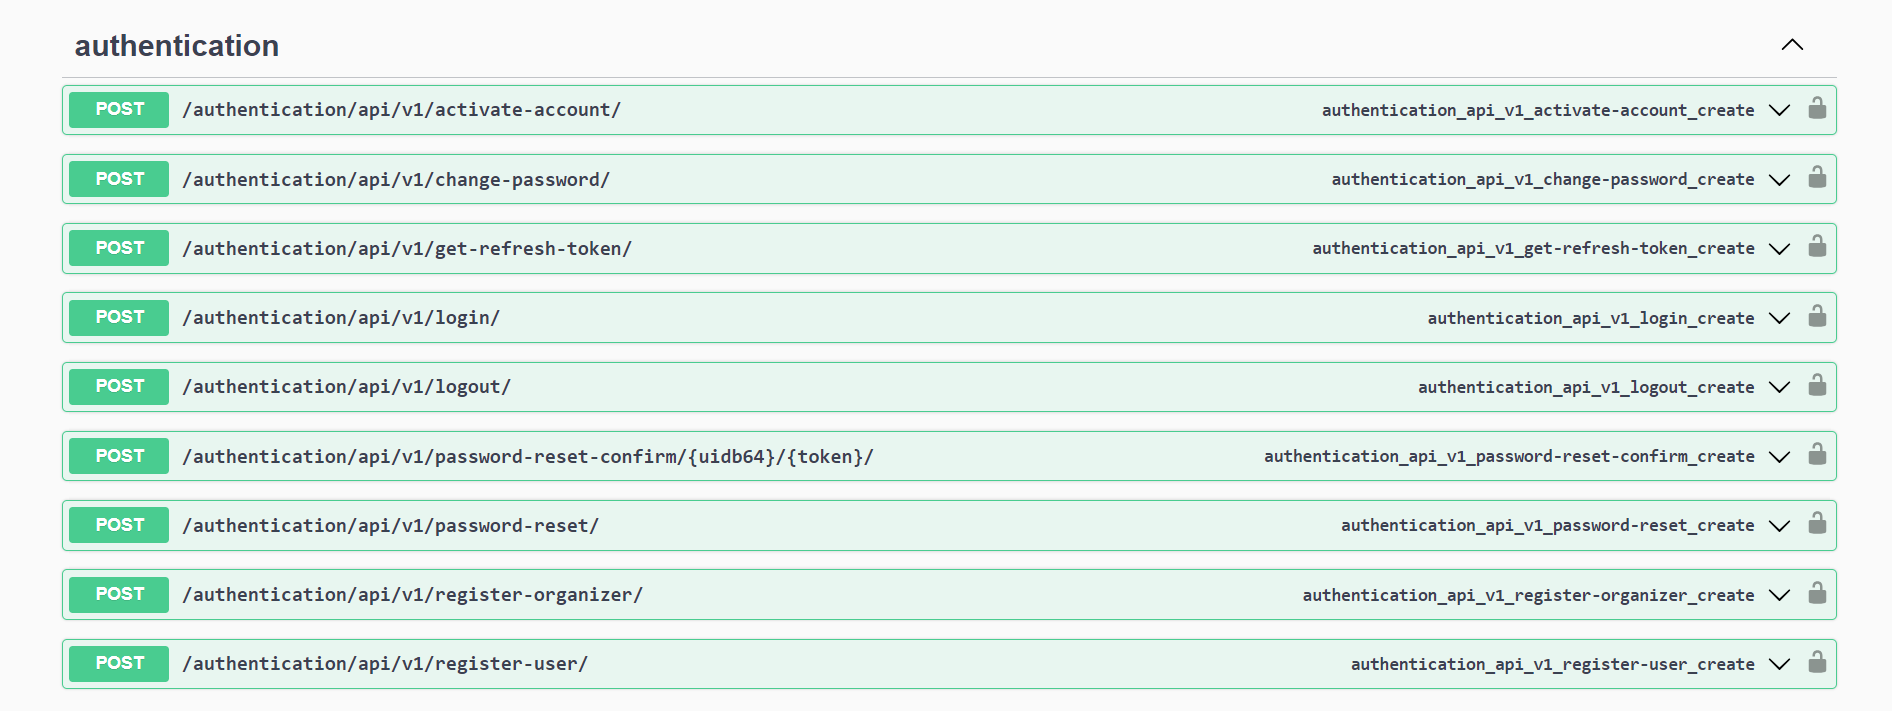 authentication
POST /authentication/api/v1/activate-account/ authentication_api_v1_activate-account_create
POST /authentication/api/v1/change-password/ authentication_api_v1_change-password_create
POST /authentication/api/v1/get-refresh-token/ authentication_api_v1_get-refresh-token_create
POST /authentication/api/v1/login/ authentication_api_v1_login_create
POST /authentication/api/v1/logout/ authentication_api_v1_logout_create
POST /authentication/api/v1/password-reset-confirm/{uidb64}/{token}/ authentication_api_v1_password-reset-confirm_create
POST /authentication/api/v1/password-reset/ authentication_api_v1_password-reset_create
POST /authentication/api/v1/register-organizer/ authentication_api_v1_register-organizer_create
POST /authentication/api/v1/register-user/ authentication_api_v1_register-user_create